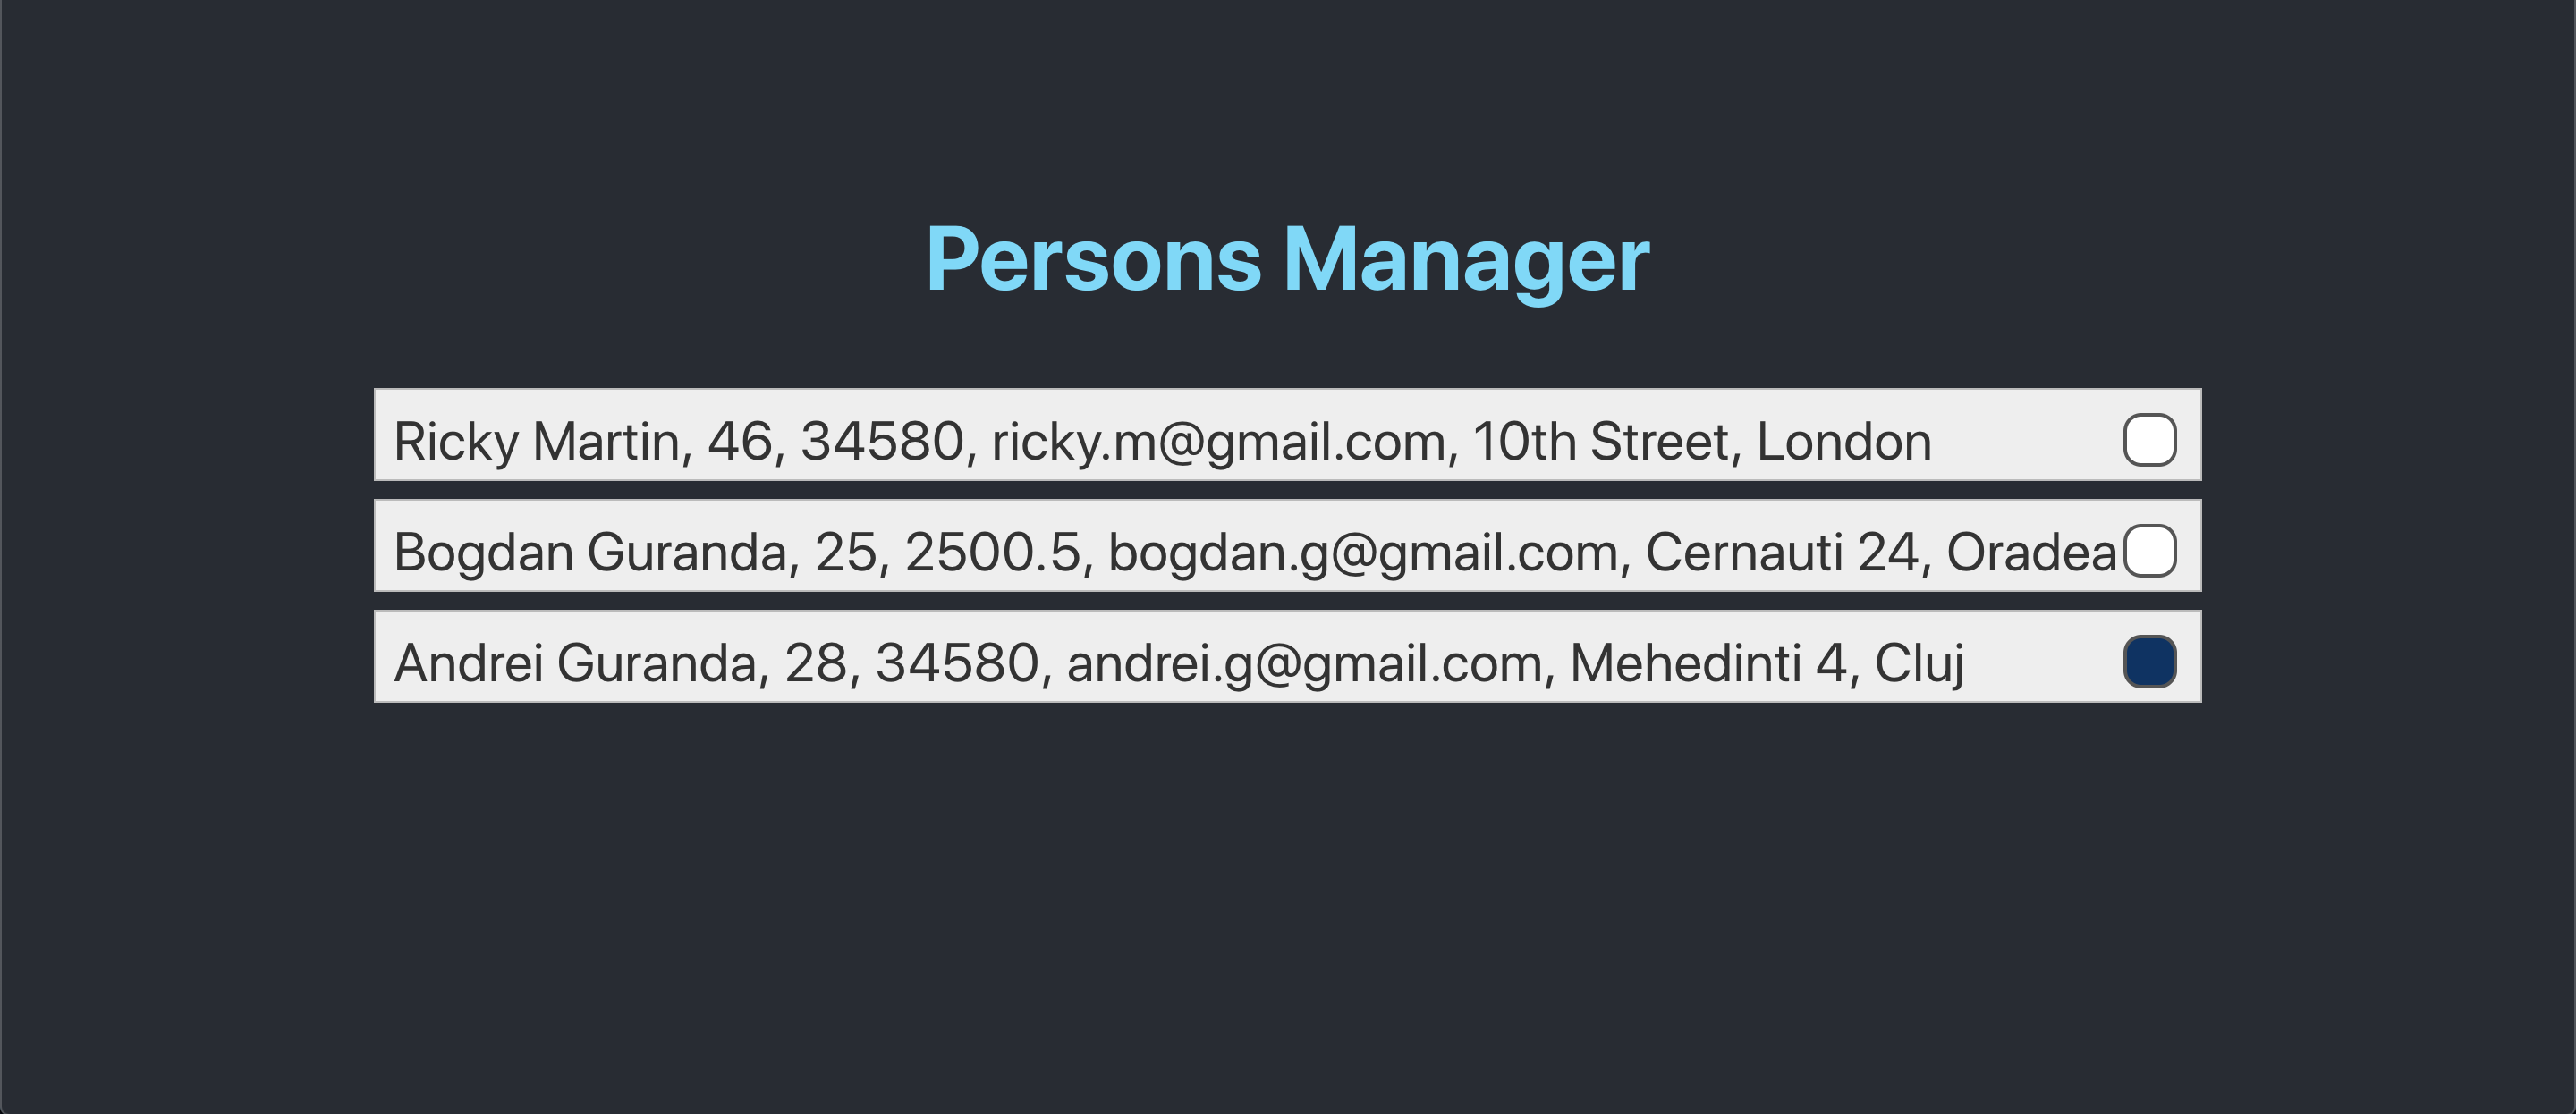 Persons Manager
Ricky Martin, 46, 34580, ricky.m@gmail.com, 10th Street, London
Bogdan Guranda, 25, 2500.5, bogdan.g@gmail.com, Cernauti 24, Oradea
Andrei Guranda, 28, 34580, andrei.g@gmail.com, Mehedinti 4, Cluj